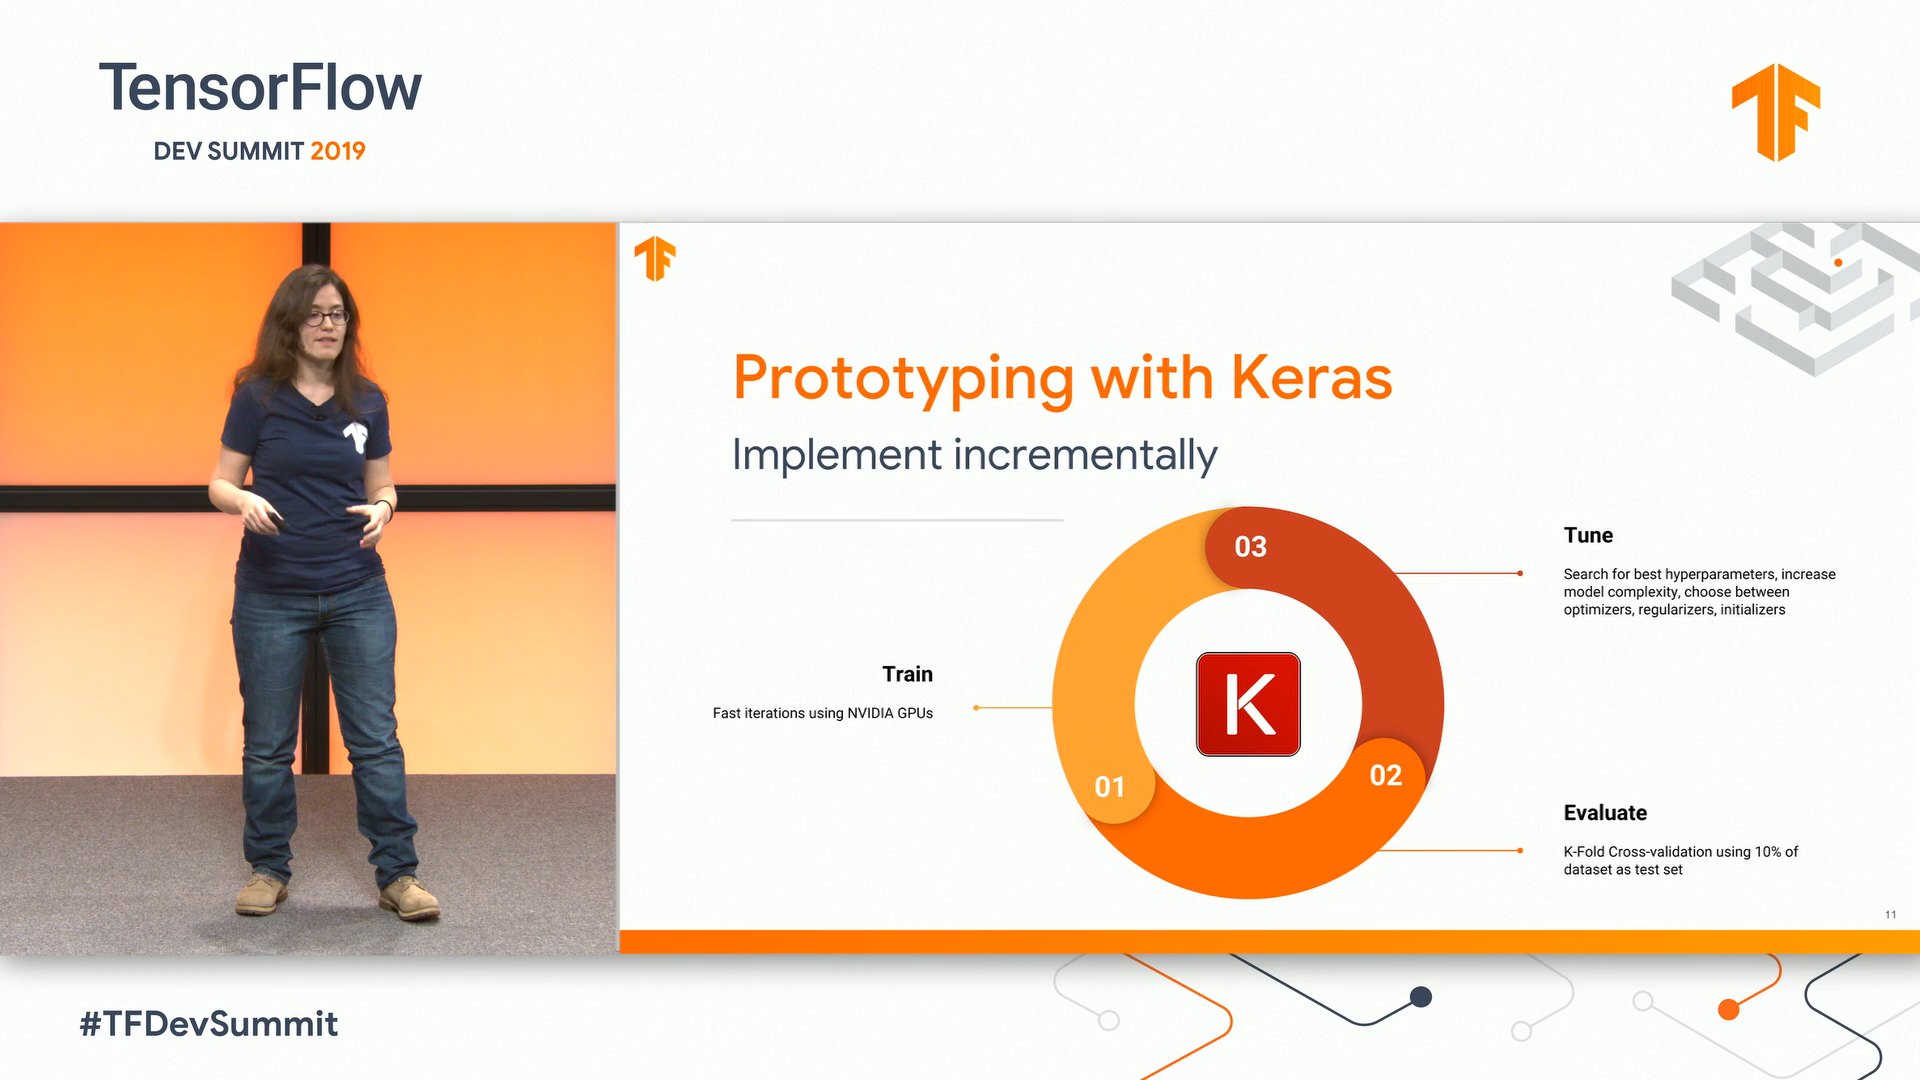 TensorFlow
DEV SUMMIT 2019
Prototyping with Keras
Implement incrementally
03
Tune
Search for best hyperparameters, increase
model complexity, choose between
optimizers, regularizers, initializers
Train
Fast iterations using NVIDIA GPUs
K
01
02
Evaluate
K-Fold Cross-validation using 10% of
dataset as test set
11
#TFDevSummit